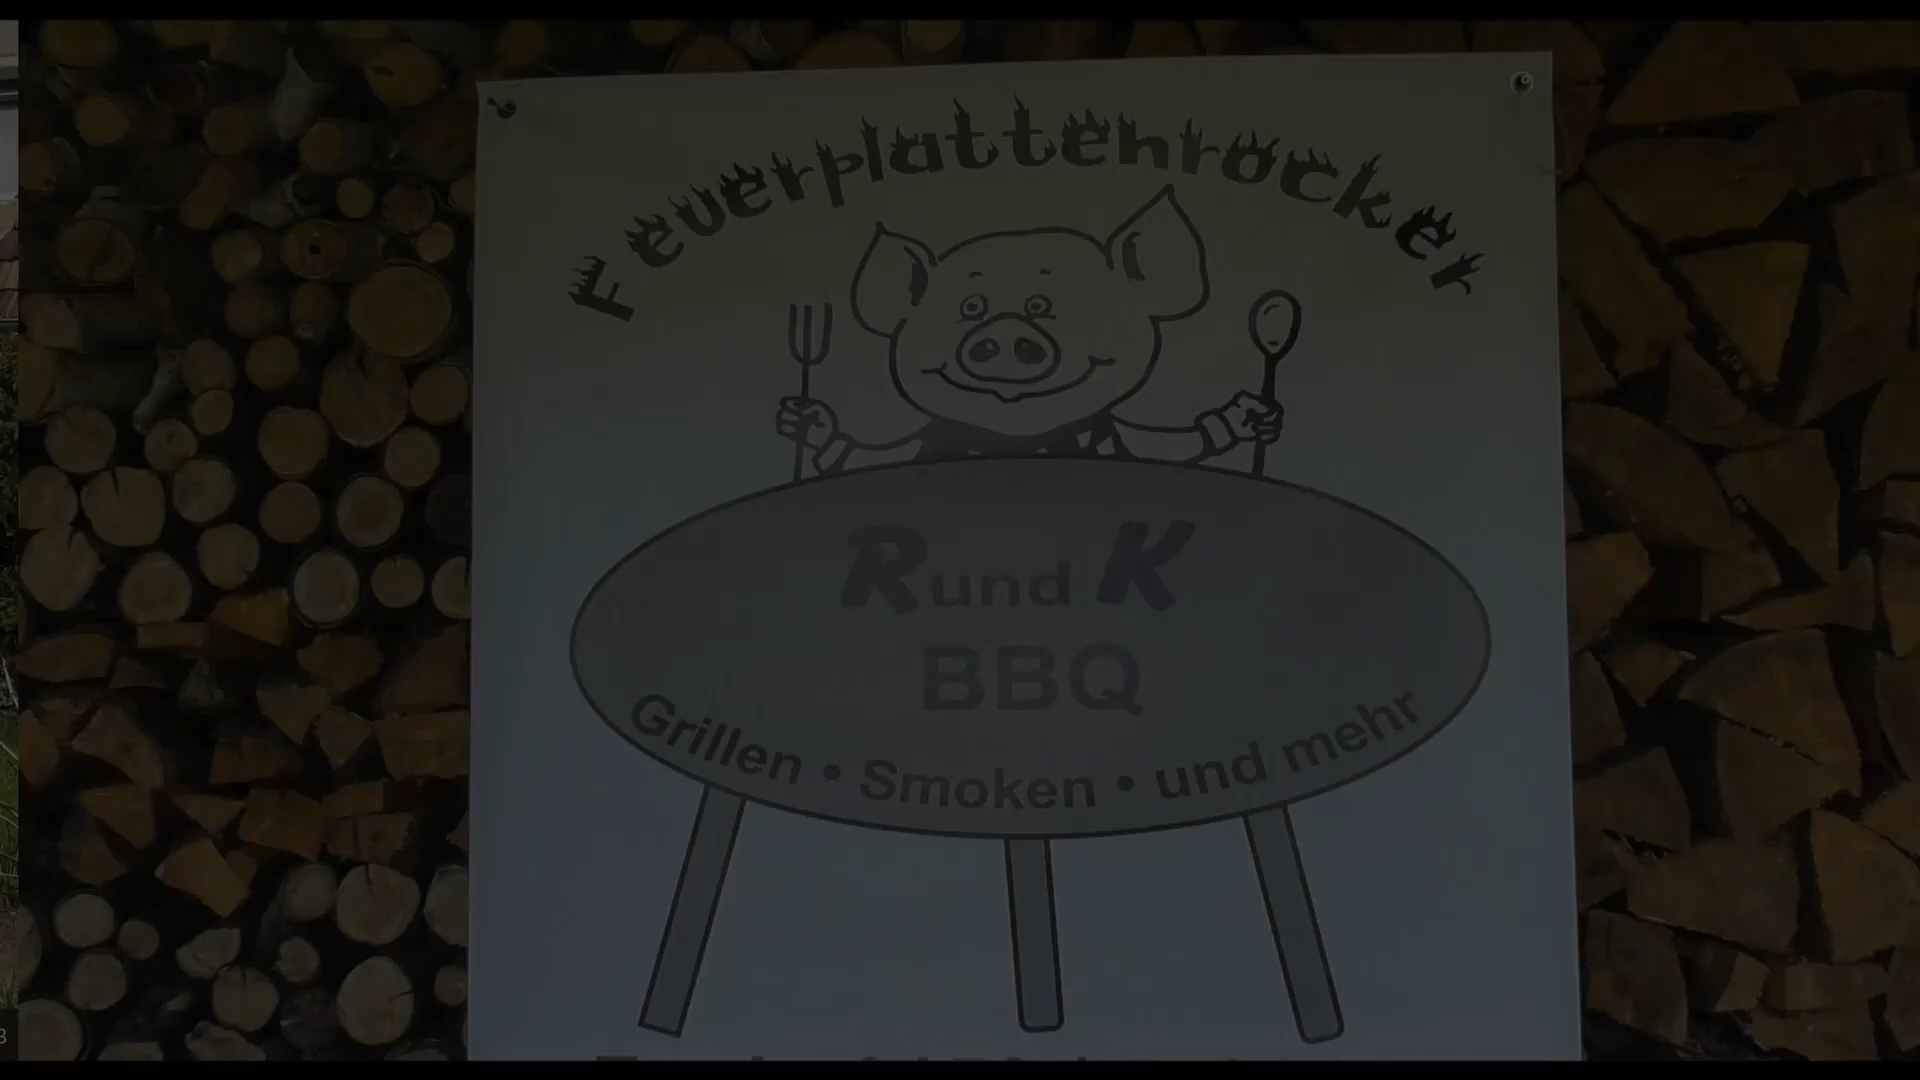 Feuerplattenrocker
R und K
BBQ
Grillen • Smoken • und mehr